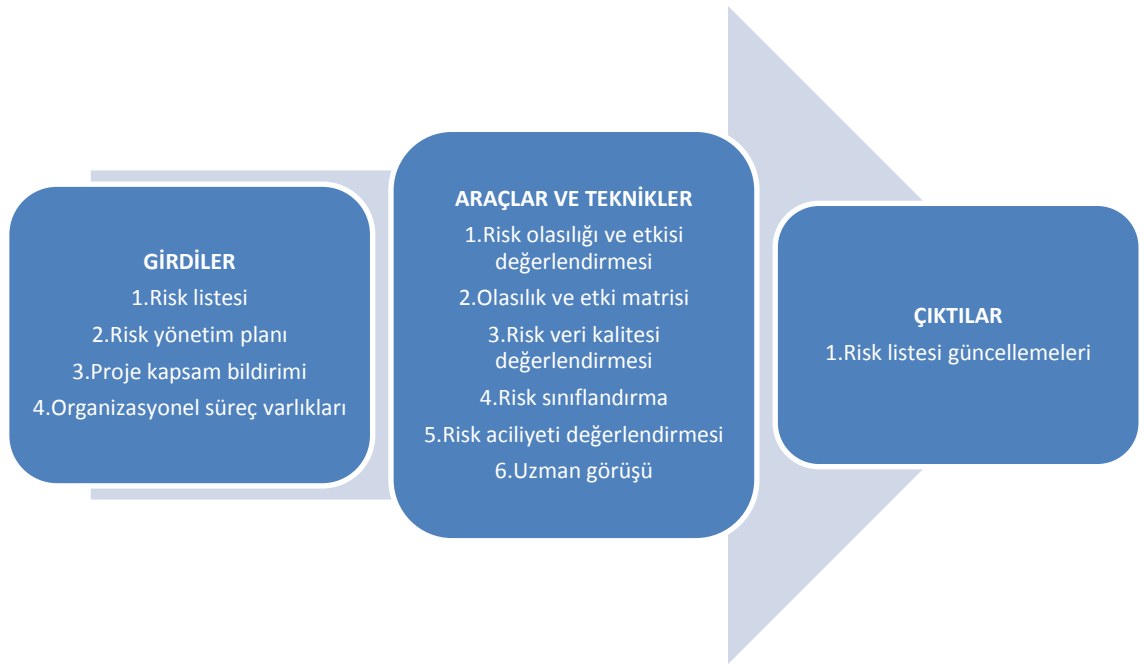 GİRDİLER
1.Risk listesi
2.Risk yönetim planı
3.Proje kapsam bildirimi
4.Organizasyonel süreç varlıkları
ARAÇLAR VE TEKNİKLER
1.Risk olasılığı ve etkisi
değerlendirmesi
2.Olasılık ve etki matrisi
3.Risk veri kalitesi
değerlendirmesi
4.Risk sınıflandırma
5.Risk aciliyeti değerlendirmesi
6.Uzman görüşü
ÇIKTILAR
1.Risk listesi güncellemeleri